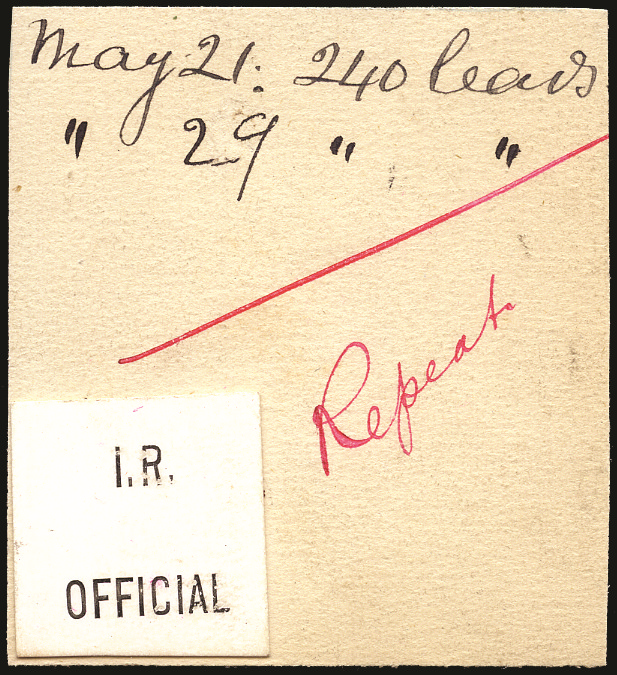 May 21. 240 leads
" 29 " "
Repeat.
I.R.
OFFICIAL